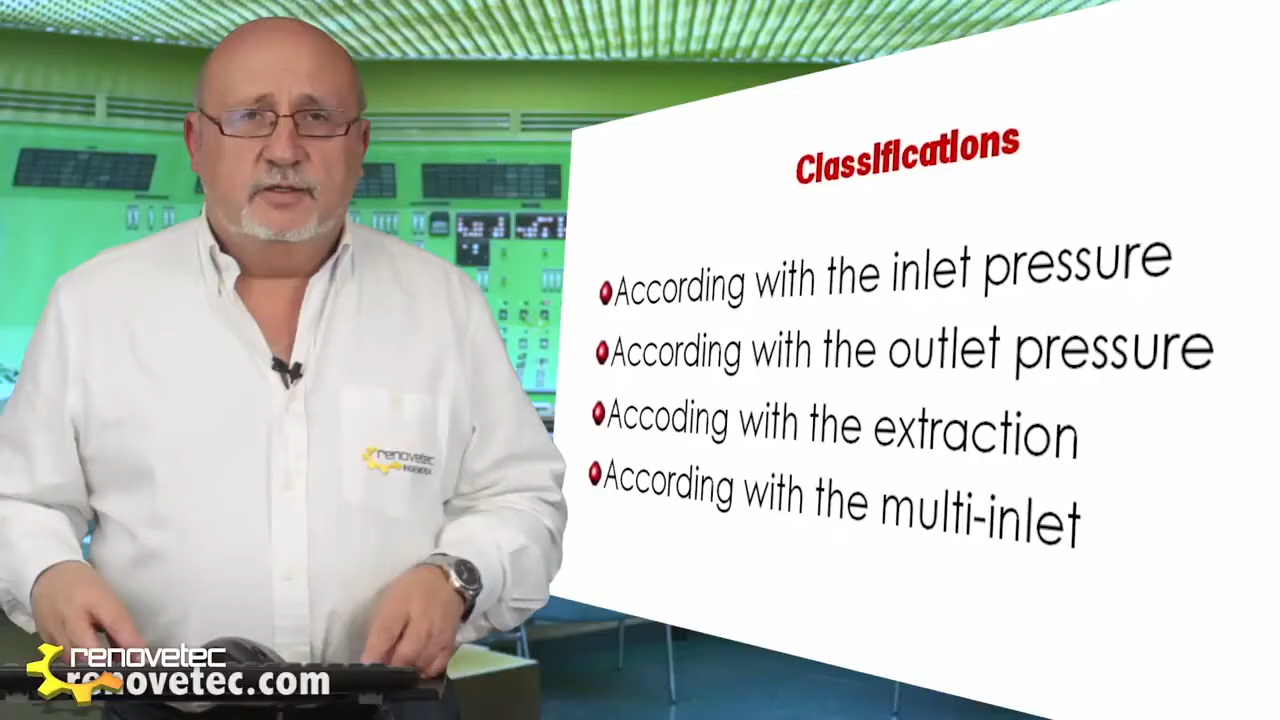 Classifications
According with the inlet pressure
According with the outlet pressure
Accoding with the extraction
According with the multi-inlet
renovetec
INGENIERÍA
renovetec
renovetec.com